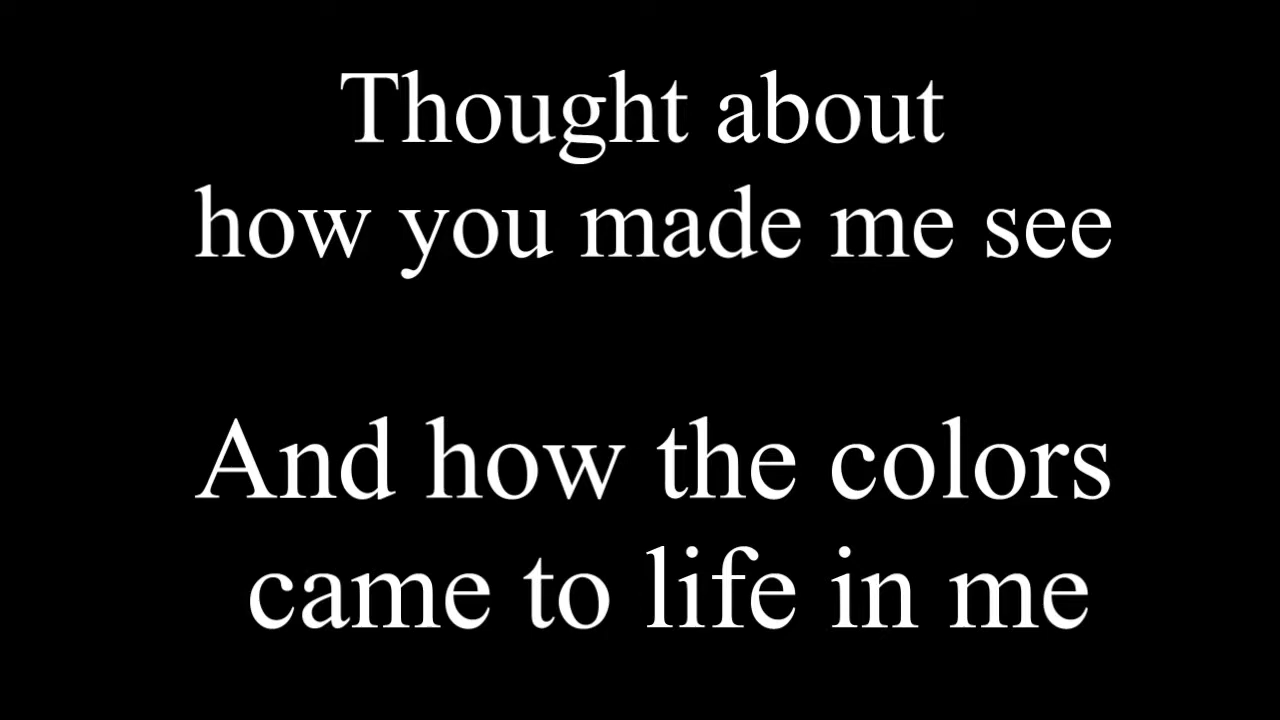 Thought about
how you made me see
And how the colors
came to life in me